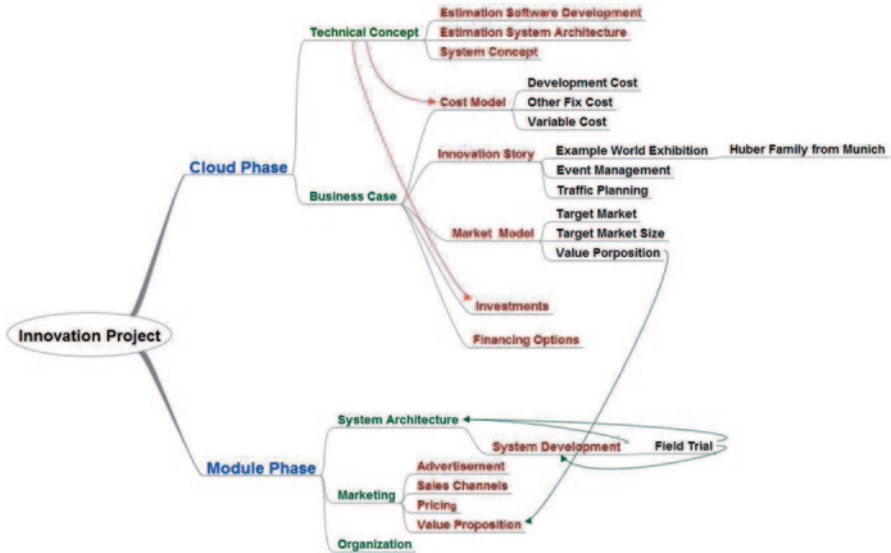 Innovation Project
Cloud Phase
Technical Concept
Estimation Software Development
Estimation System Architecture
System Concept
Business Case
Cost Model
Development Cost
Other Fix Cost
Variable Cost
Innovation Story
Example World Exhibition
Huber Family from Munich
Event Management
Traffic Planning
Market Model
Target Market
Target Market Size
Value Porposition
Investments
Financing Options
Module Phase
System Architecture
System Development
Field Trial
Marketing
Advertisement
Sales Channels
Pricing
Value Proposition
Organization